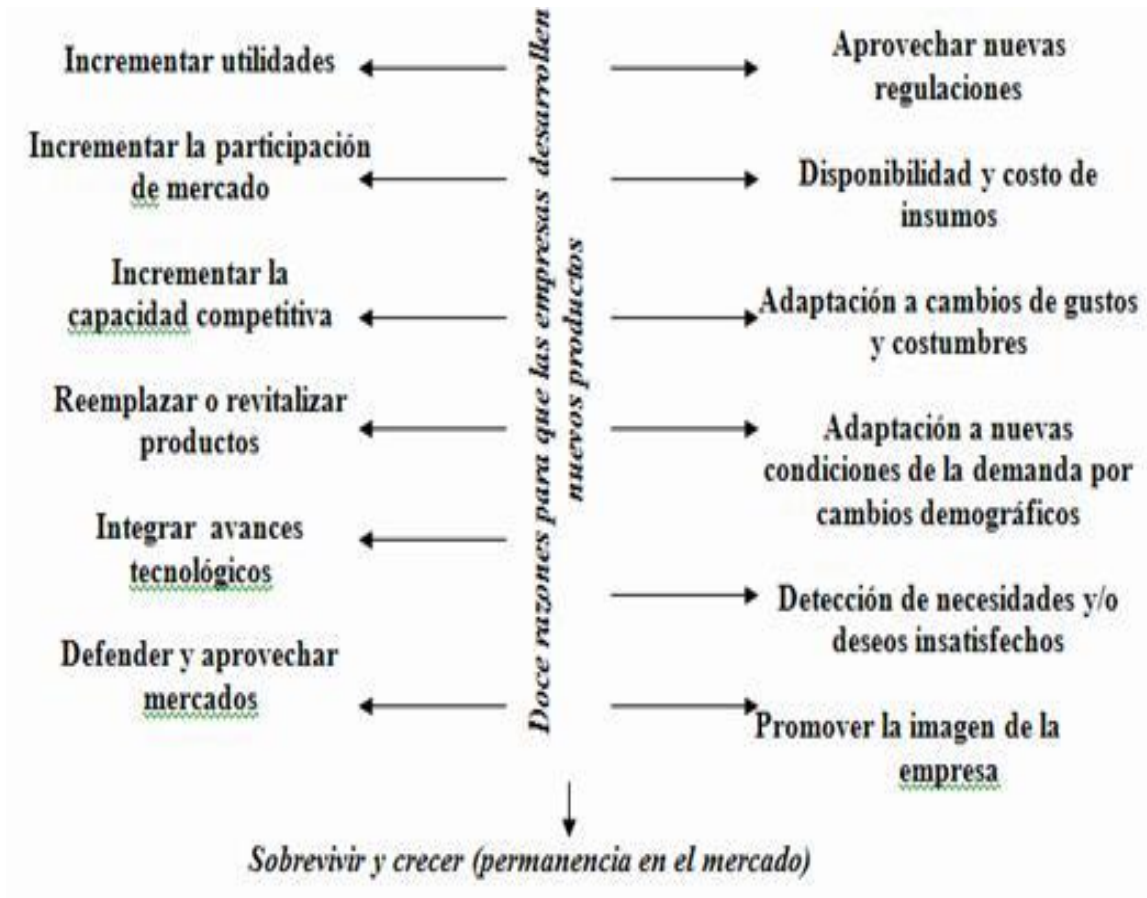 Incrementar utilidades
Incrementar la participación
de mercado
Incrementar la
capacidad competitiva
Reemplazar o revitalizar
productos
Integrar avances
tecnológicos
Defender y aprovechar
mercados
Doce razones para que las empresas desarrollen
nuevos productos
Aprovechar nuevas
regulaciones
Disponibilidad y costo de
insumos
Adaptación a cambios de gustos
y costumbres
Adaptación a nuevas
condiciones de la demanda por
cambios demográficos
Detección de necesidades y/o
deseos insatisfechos
Promover la imagen de la
empresa
Sobrevivir y crecer (permanencia en el mercado)